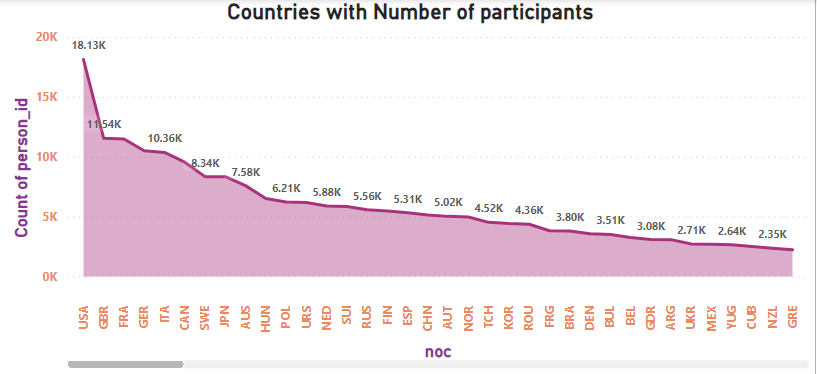 Countries with Number of participants
Count of person_id
20K
15K
10K
5K
0K
18.13K
11.54K
10.36K
8.34K
7.58K
6.21K
5.88K
5.56K
5.31K
5.02K
4.52K
4.36K
3.80K
3.51K
3.08K
2.71K
2.64K
2.35K
USA
GBR
FRA
GER
ITA
CAN
SWE
JPN
AUS
HUN
POL
URS
NED
SUI
RUS
FIN
ESP
CHN
AUT
NOR
TCH
KOR
ROU
FRG
BRA
DEN
BUL
BEL
GDR
ARG
UKR
MEX
YUG
CUB
NZL
GRE
noc